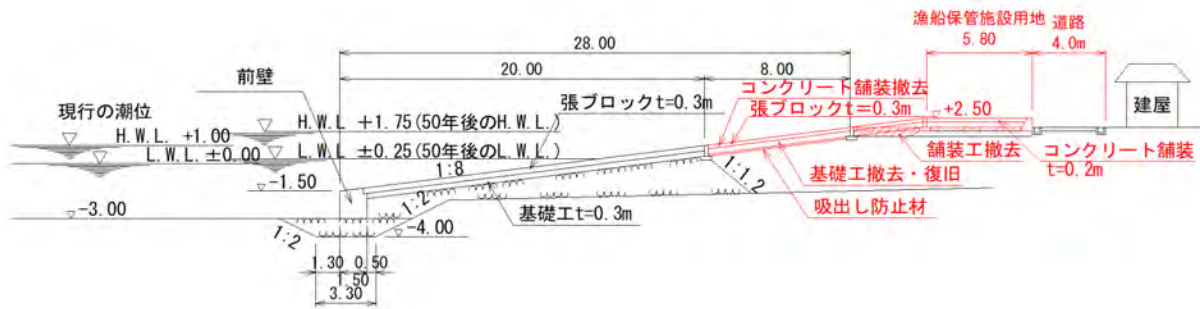 漁船保管施設用地
道路
28.00
5.80
4.0m
20.00
8.00
前壁
コンクリート舗装撤去
張ブロックt=0.3m
張ブロックt=0.3m
+2.50
建屋
現行の潮位
H.W.L. +1.00
H.W.L +1.75(50年後のH.W.L.)
L.W.L. ±0.00
L.W.L ±0.25(50年後のL.W.L.)
舗装工撤去
コンクリート舗装
t=0.2m
1:8
1:1.2
-1.50
基礎工撤去・復旧
1:2
基礎工t=0.3m
吸出し防止材
-3.00
1:2
-4.00
1.30
0.50
1.50
3.30